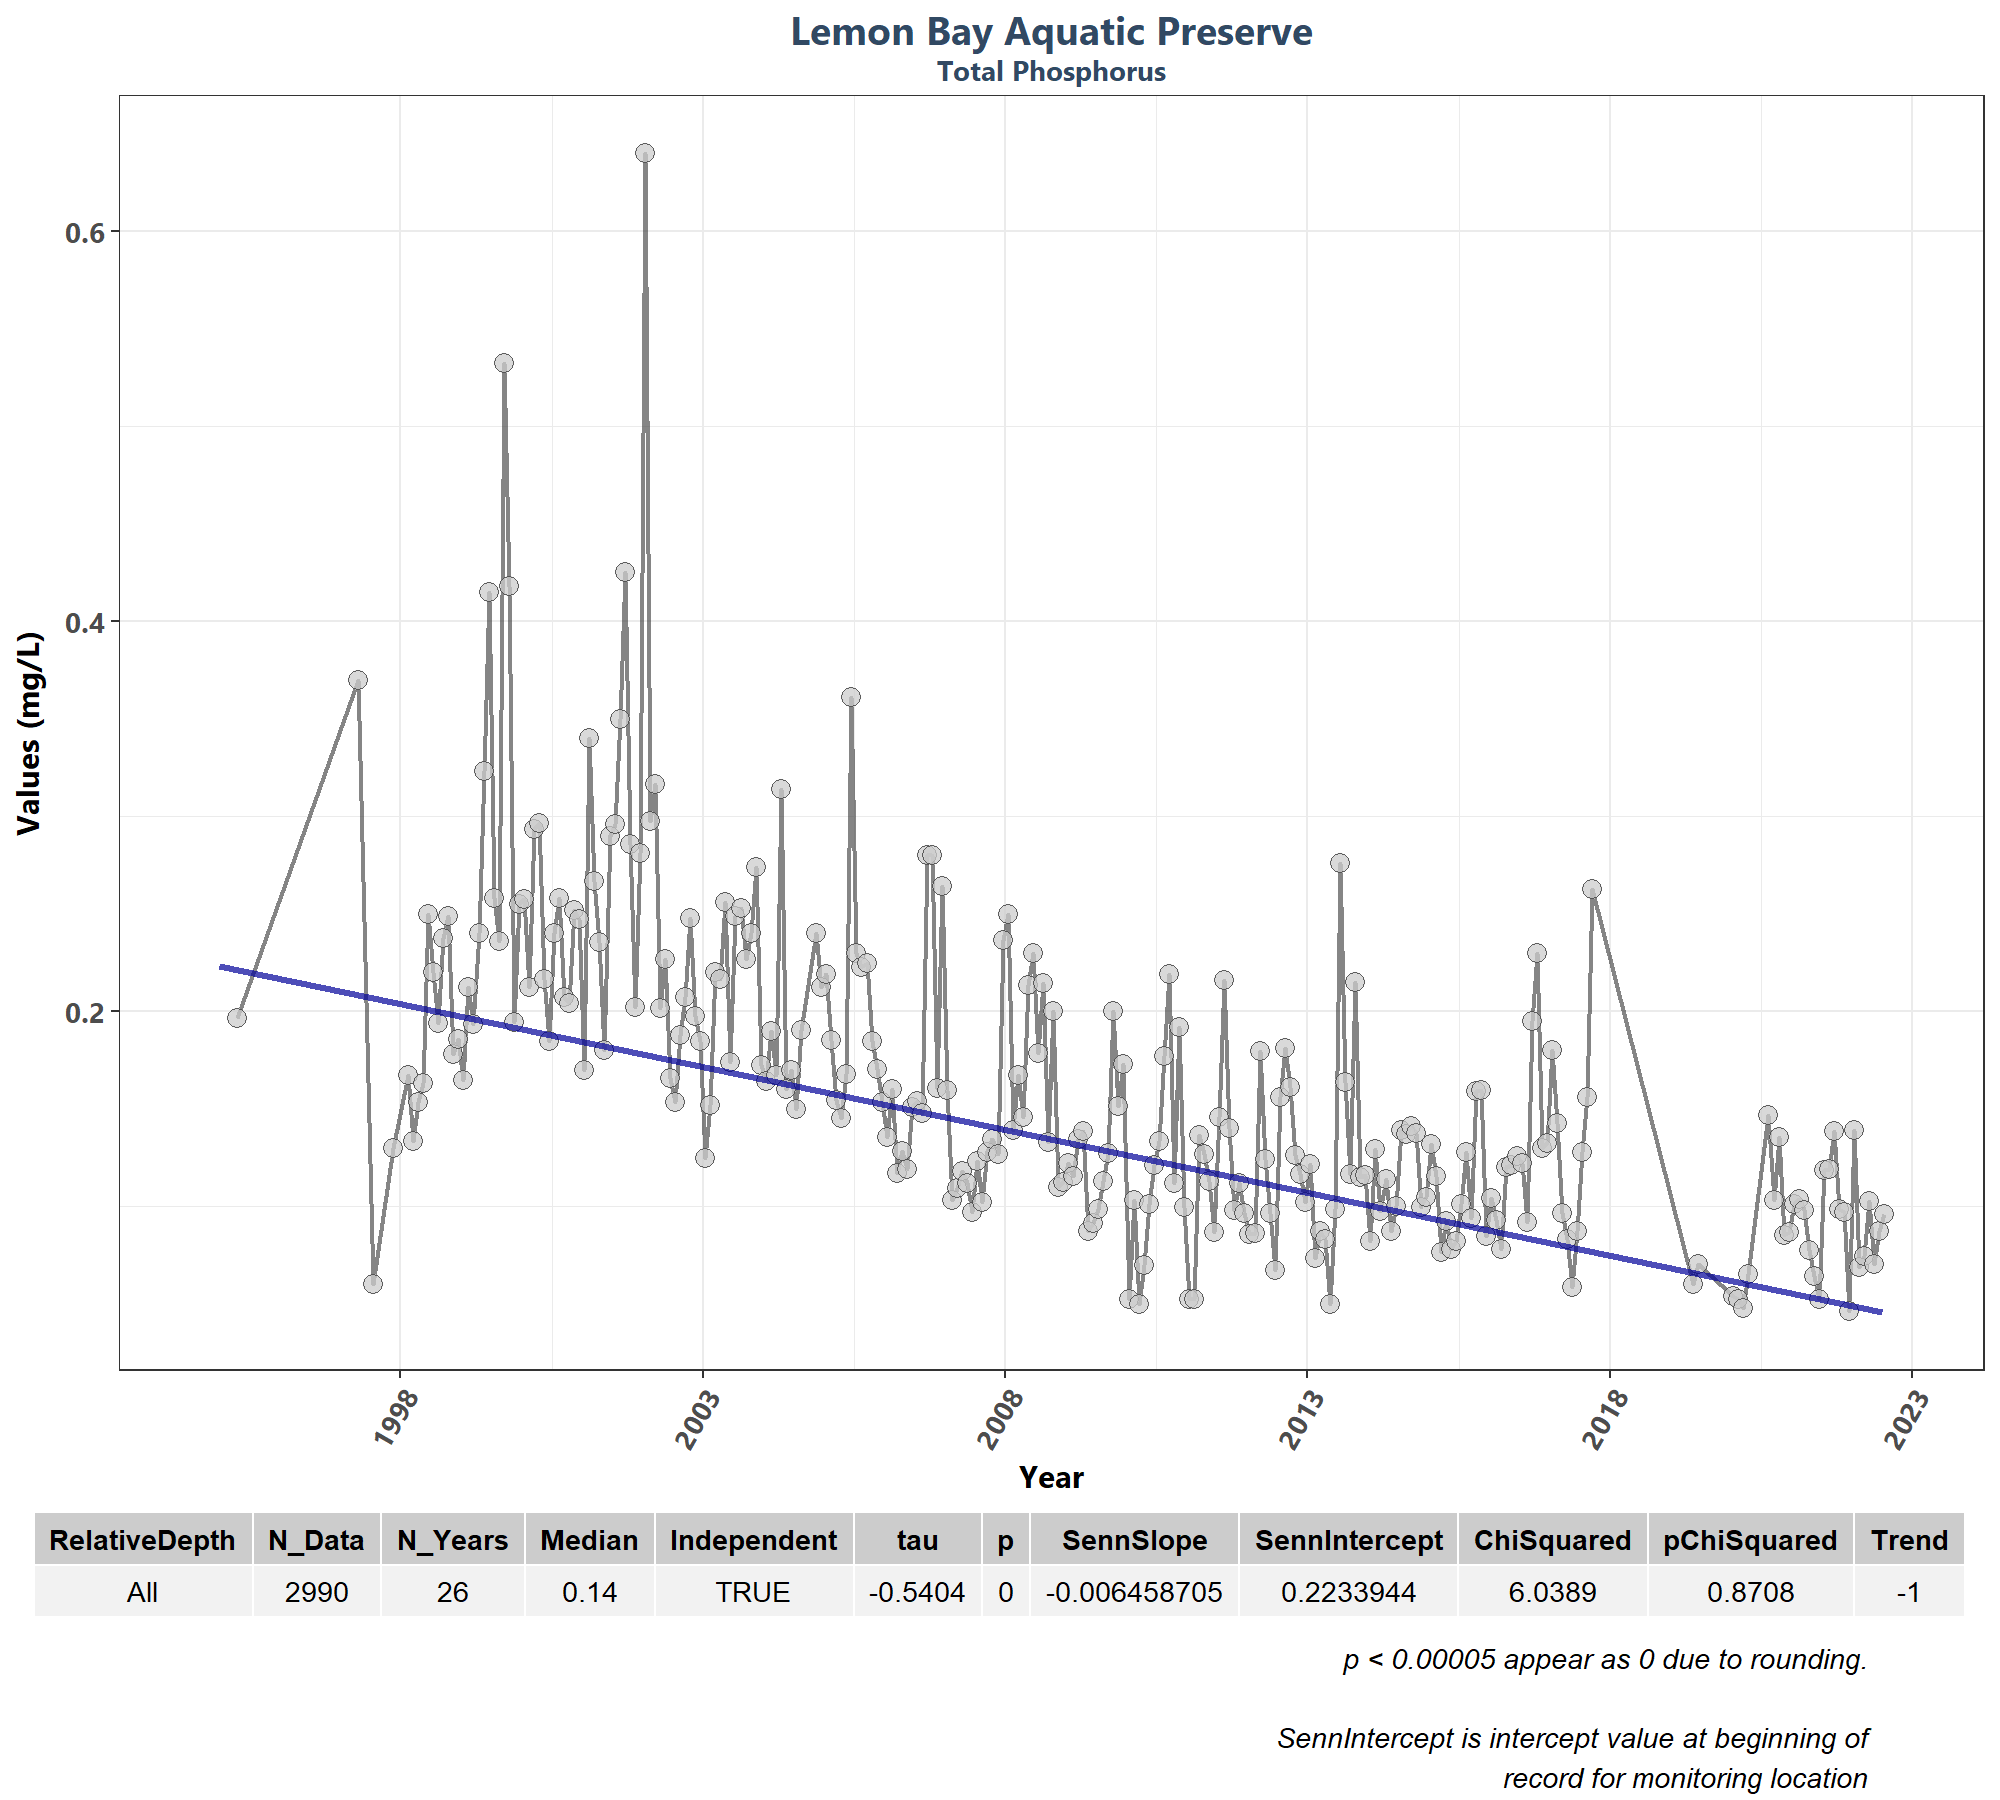 Lemon Bay Aquatic Preserve
Total Phosphorus
Values (mg/L)
0.6
0.4
0.2
1998 2003 2008 2013 2018 2023
Year
RelativeDepth N_Data N_Years Median Independent tau p SennSlope SennIntercept ChiSquared pChiSquared Trend
All 2990 26 0.14 TRUE -0.5404 0 -0.006458705 0.2233944 6.0389 0.8708 -1
p < 0.00005 appear as 0 due to rounding.
SennIntercept is intercept value at beginning of
record for monitoring location